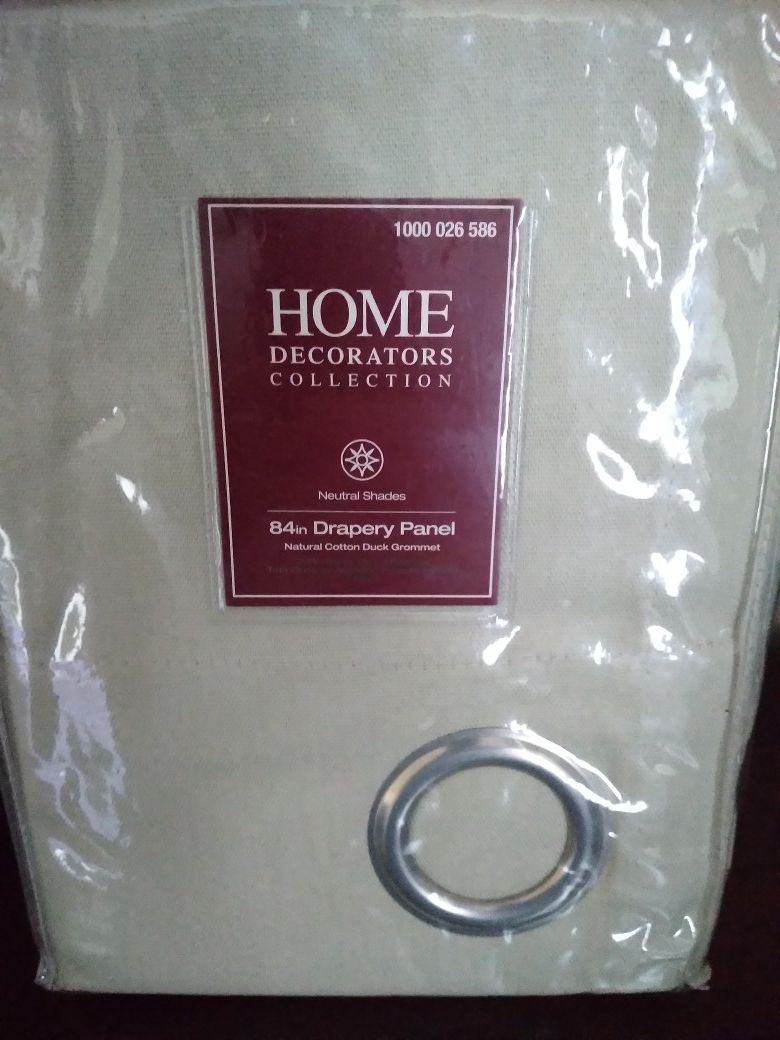 1000 026 586
HOME
DECORATORS
COLLECTION
Neutral Shades
84in Drapery Panel
Natural Cotton Duck Grommet